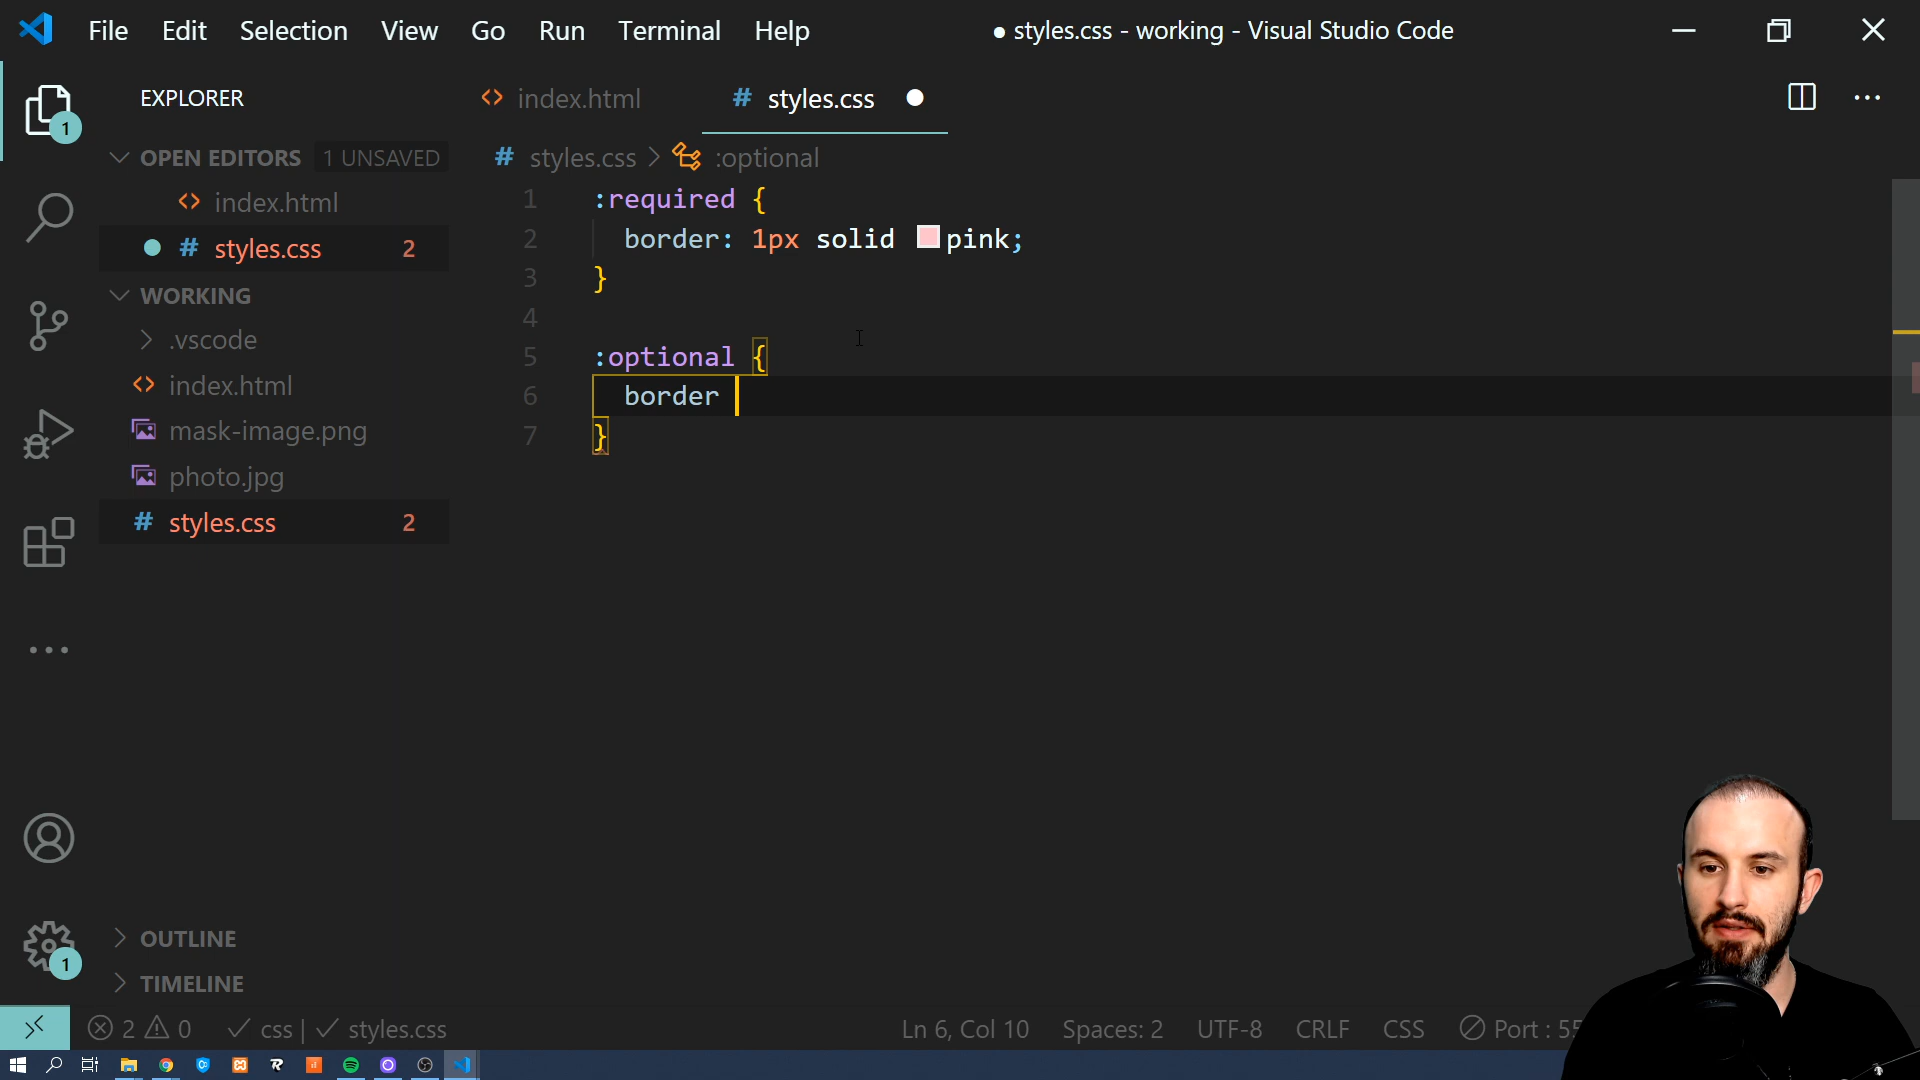 File Edit Selection View Go Run Terminal Help
● styles.css - working - Visual Studio Code
1
EXPLORER
OPEN EDITORS 1 UNSAVED
<> index.html
# styles.css 2
WORKING
.vscode
<> index.html
mask-image.png
photo.jpg
# styles.css 2
OUTLINE
TIMELINE
1
<> index.html # styles.css ●
# styles.css > :optional
1 :required {
2 border: 1px solid pink;
3 }
4
5 :optional {
6 border
7 }
2 0 ✓ css | ✓ styles.css
Ln 6, Col 10 Spaces: 2 UTF-8 CRLF CSS Port : 55